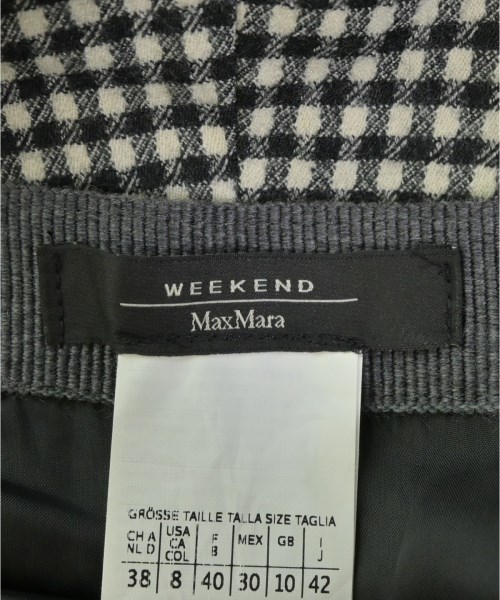 WEEKEND
MaxMara
GRÖSSE TAILLE TALLA SIZE TAGLIA
CH A USA F MEX GB I
NL D CA B J
COL
38 8 40 30 10 42